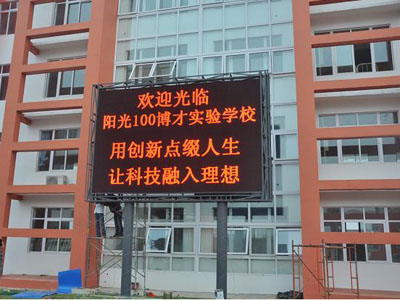 欢迎光临
阳光100博才实验学校
用创新点缀人生
让科技融入理想